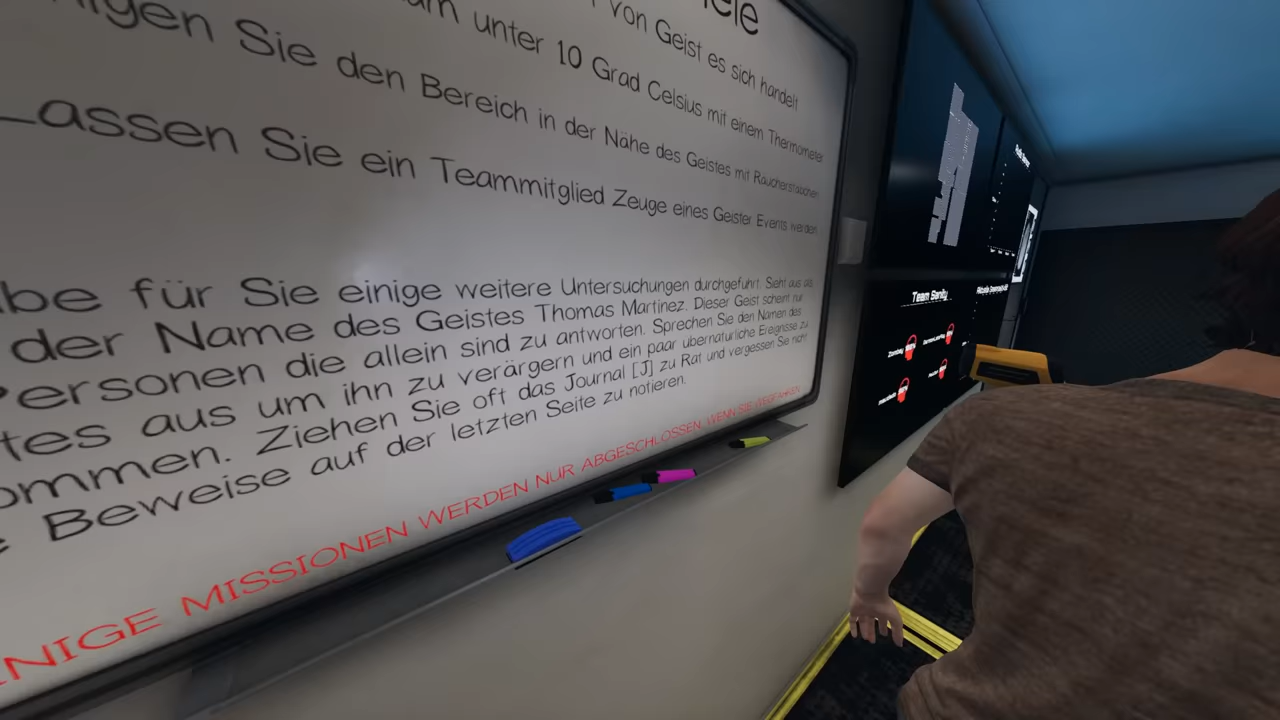 von Geist es sich handelt
unter 10 Grad Celsius mit einem Thermometer
Sie den Bereich in der Nähe des Geistes mit Räucherstäbchen
assen Sie ein Teammitglied Zeuge eines Geister Events werden
für Sie einige weitere Untersuchungen durchgeführt. Sieht aus als
der Name des Geistes Thomas Martinez. Dieser Geist scheint nur
ersonen die allein sind zu antworten. Sprechen Sie den Namen des
tes aus um ihn zu verärgern und ein paar übernatürliche Ereignisse zu
ommen. Ziehen Sie oft das Journal [J] zu Rat und vergessen Sie nicht
Beweise auf der letzten Seite zu notieren.
NIGE MISSIONEN WERDEN NUR ABGESCHLOSSEN, WENN SIE WEGFAHREN
Team Sanity